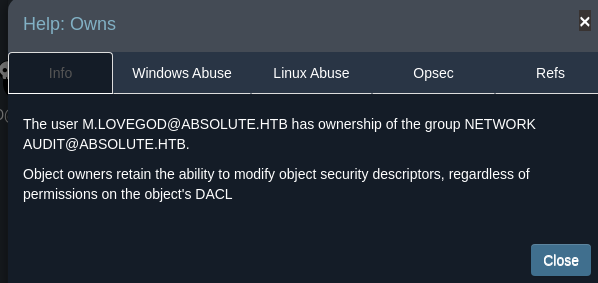 Help: Owns
×
Info
Windows Abuse
Linux Abuse
Opsec
Refs
The user M.LOVEGOD@ABSOLUTE.HTB has ownership of the group NETWORK
AUDIT@ABSOLUTE.HTB.
Object owners retain the ability to modify object security descriptors, regardless of
permissions on the object's DACL
Close